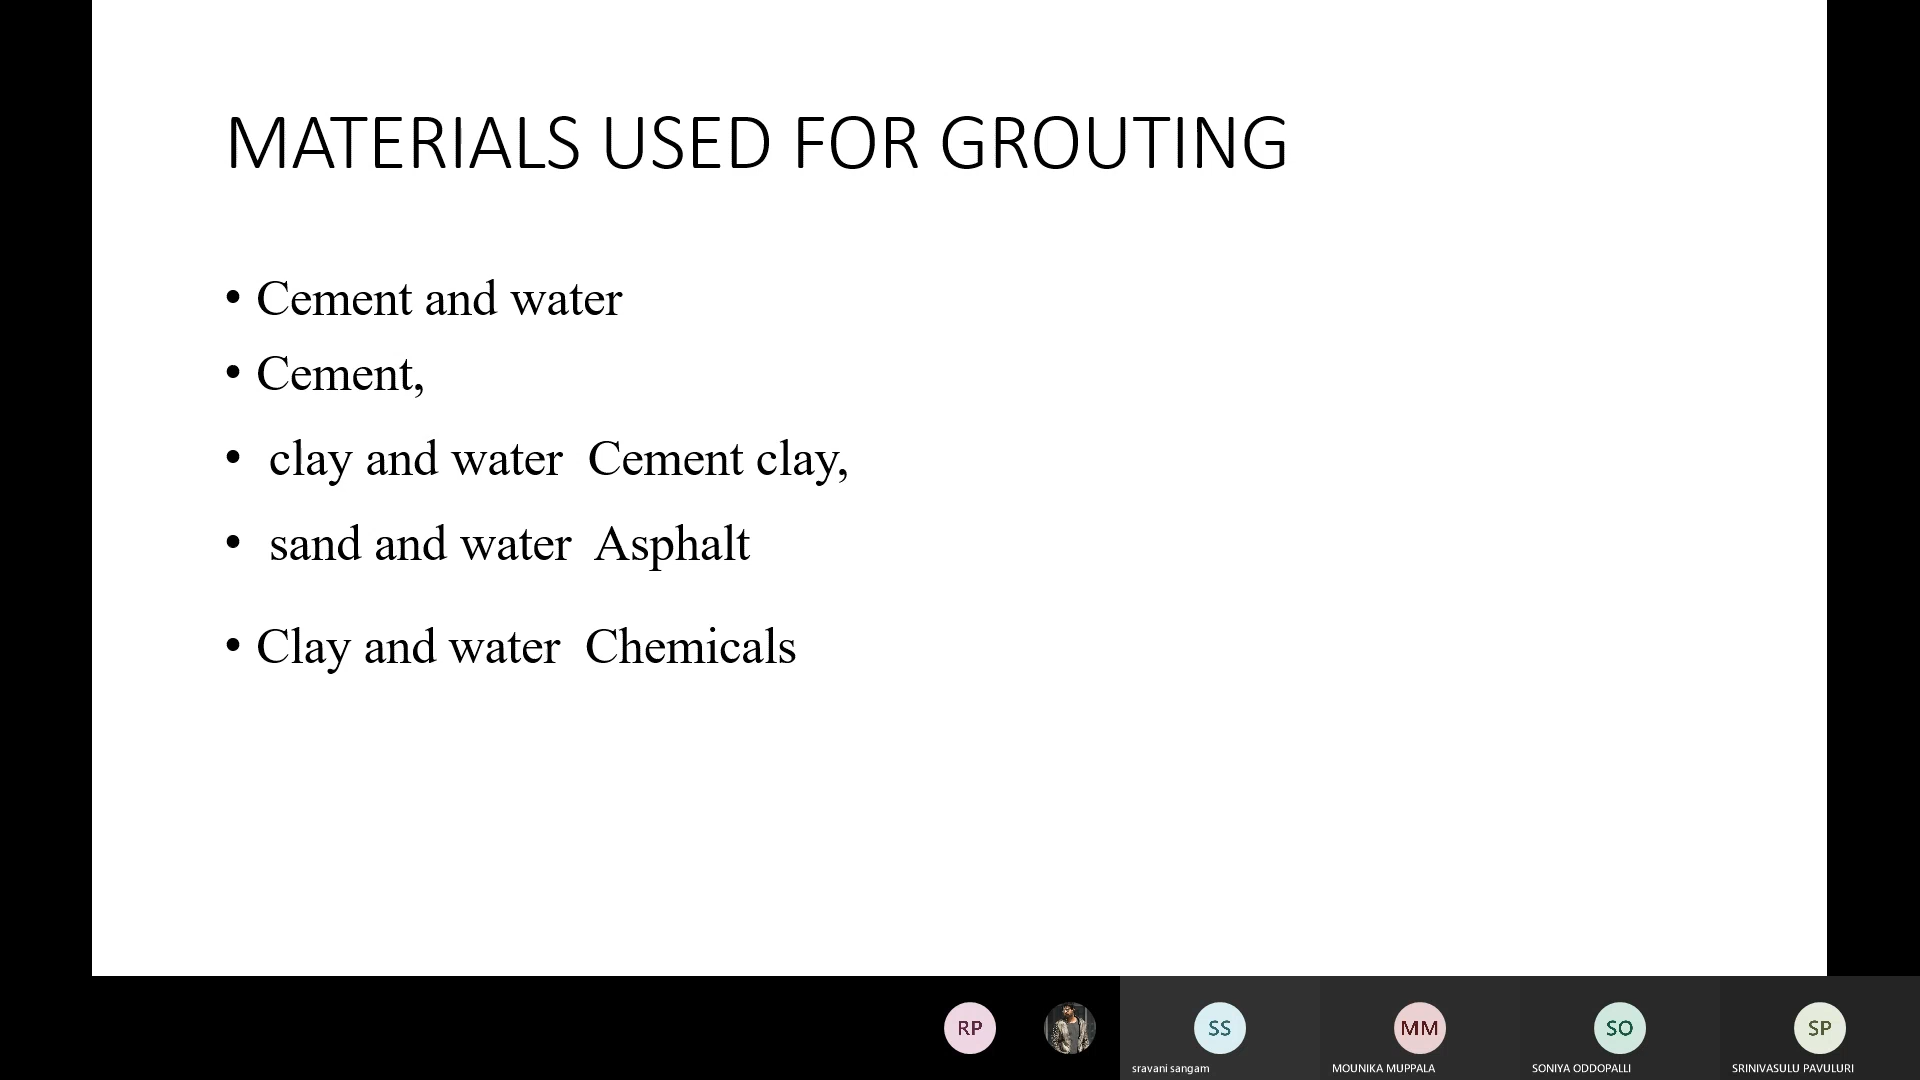 MATERIALS USED FOR GROUTING
• Cement and water
• Cement,
• clay and water  Cement clay,
• sand and water  Asphalt
• Clay and water  Chemicals
RP
SS
MM
SO
SP
sravani sangam
MOUNIKA MUPPALA
SONIYA ODDOPALLI
SRINIVASULU PAVULURI